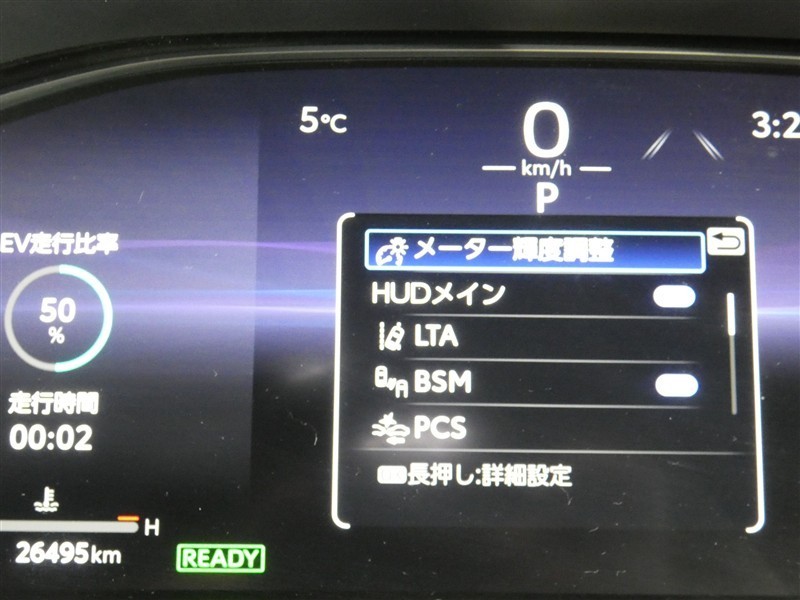 5℃
0
km/h
3:2
P
EV走行比率
50
%
走行時間
00:02
メーター輝度調整
HUDメイン
LTA
BSM
PCS
長押し:詳細設定
H
26495km
READY